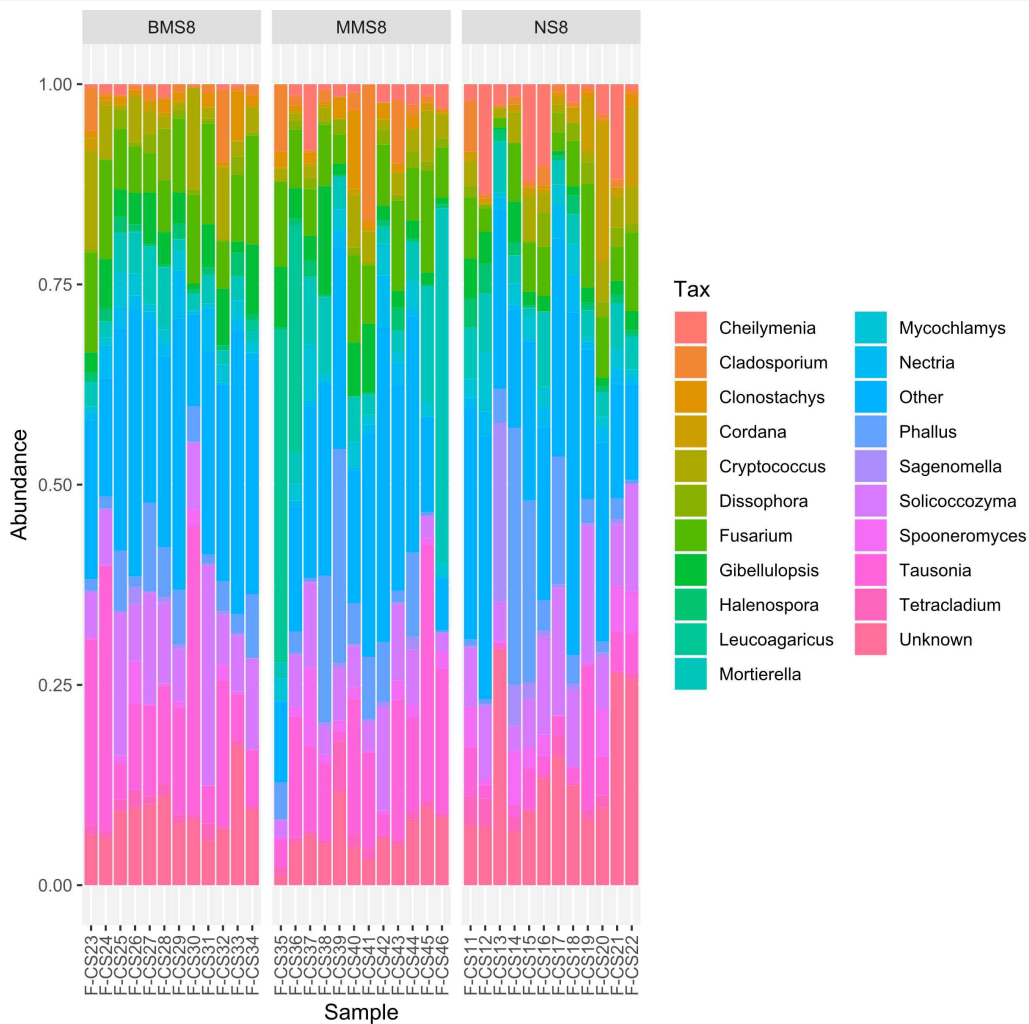 BMS8 MMS8 NS8
1.00
0.75
0.50
0.25
0.00
Abundance
F-CS23 F-CS24 F-CS25 F-CS26 F-CS27 F-CS28 F-CS29 F-CS30 F-CS31 F-CS32 F-CS33 F-CS34 F-CS35 F-CS36 F-CS37 F-CS38 F-CS39 F-CS40 F-CS41 F-CS42 F-CS43 F-CS44 F-CS45 F-CS46 F-CS11 F-CS12 F-CS13 F-CS14 F-CS15 F-CS16 F-CS17 F-CS18 F-CS19 F-CS20 F-CS21 F-CS22
Sample
Tax
Cheilymenia
Cladosporium
Clonostachys
Cordana
Cryptococcus
Dissophora
Fusarium
Gibellulopsis
Halenospora
Leucoagaricus
Mortierella
Mycochlamys
Nectria
Other
Phallus
Sagenomella
Solicoccozyma
Spooneromyces
Tausonia
Tetracladium
Unknown